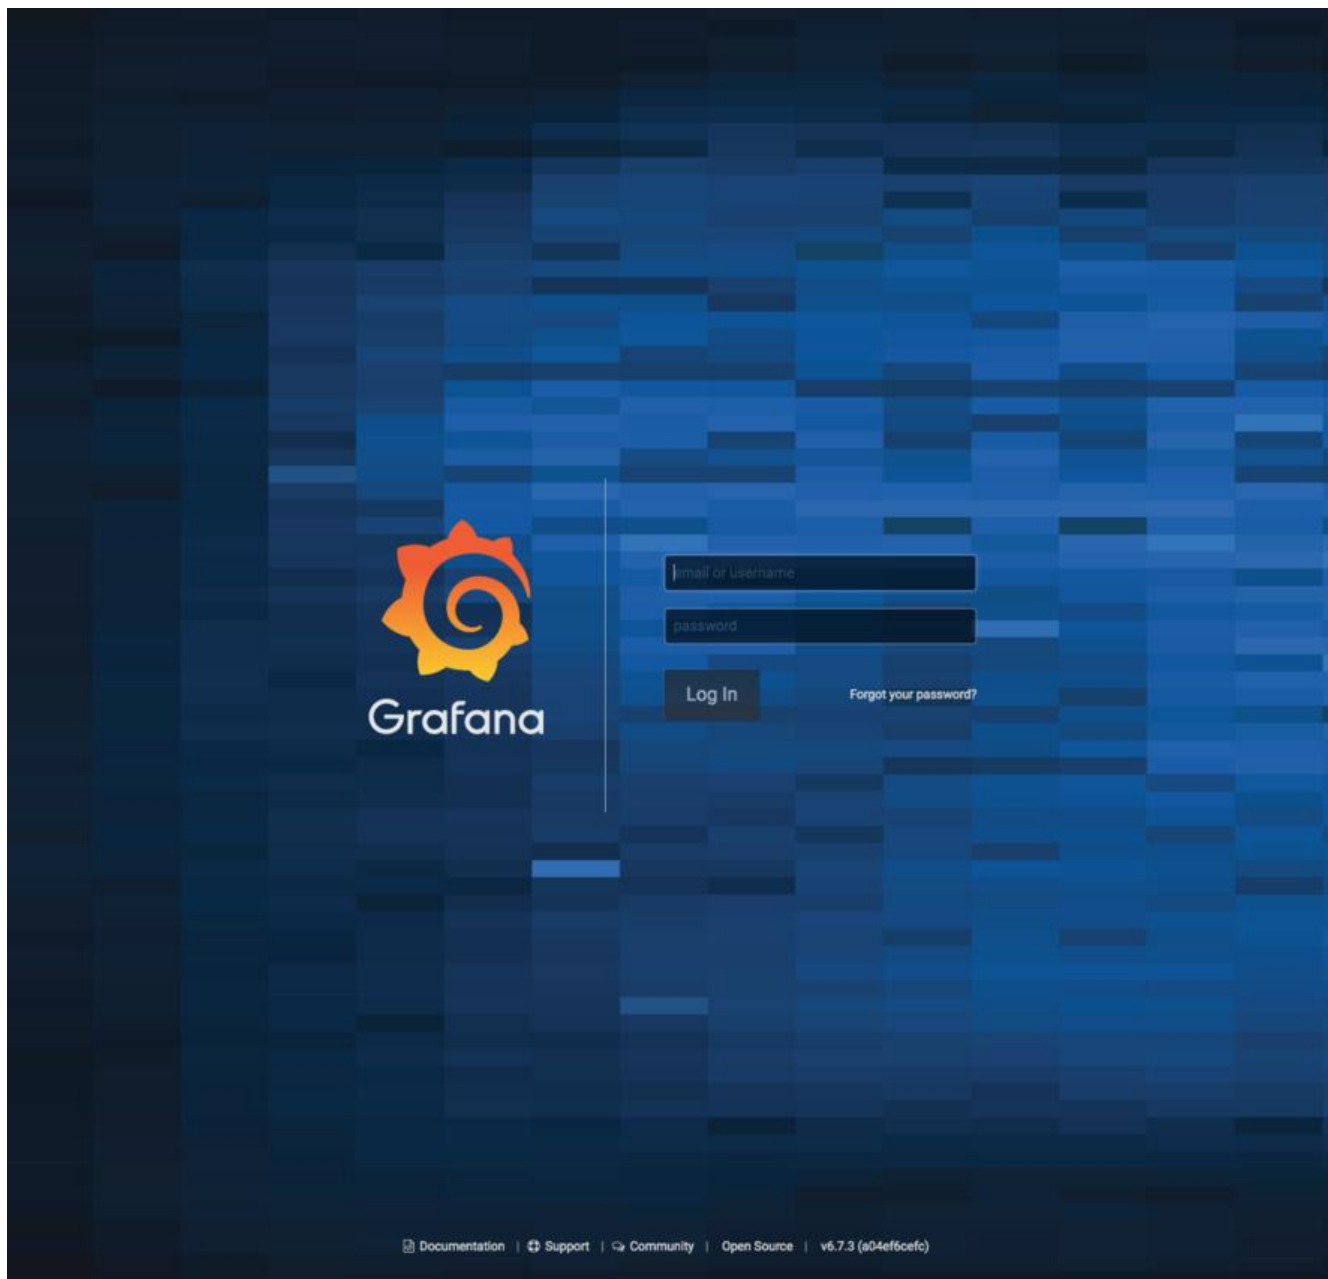 email or username
password
Log In
Forgot your password?
Grafana
Documentation | Support | Community | Open Source | v6.7.3 (a04ef6cefc)